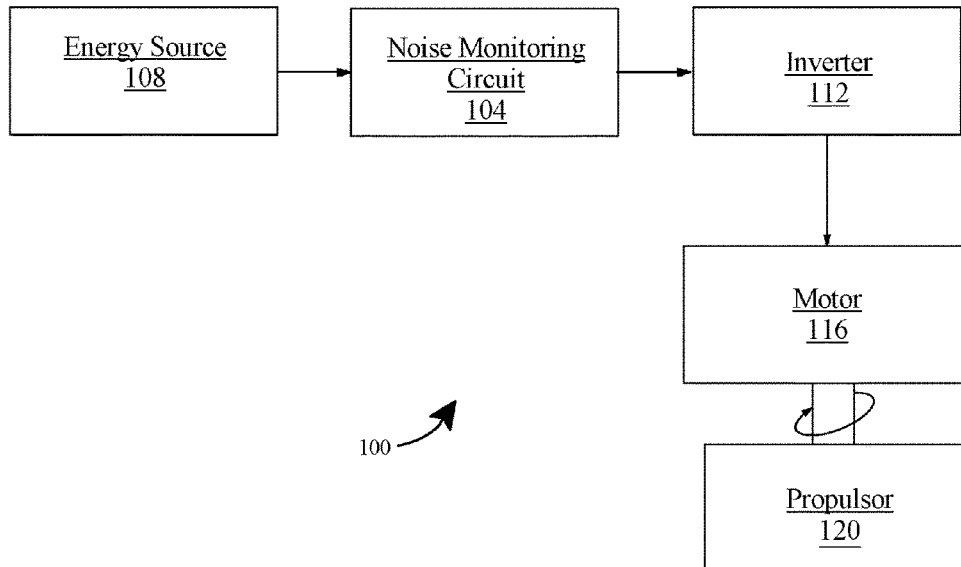 Energy Source
108
Noise Monitoring
Circuit
104
Inverter
112
Motor
116
100
Propulsor
120